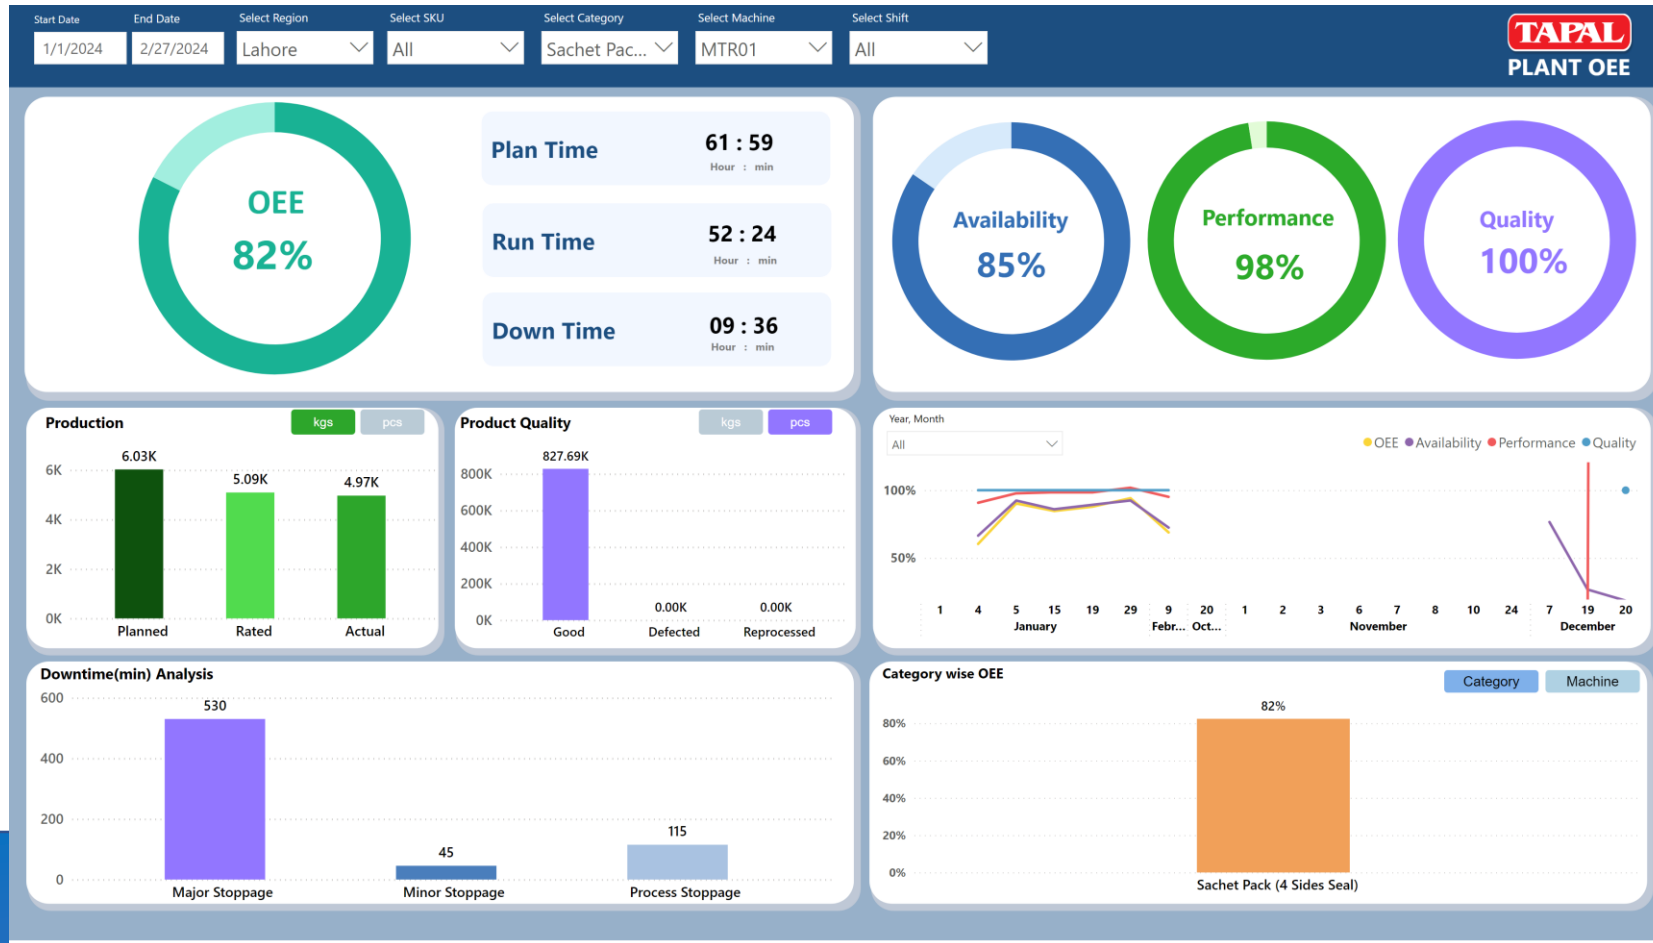 Start Date End Date Select Region Select SKU Select Category Select Machine Select Shift
1/1/2024 2/27/2024 Lahore All Sachet Pac... MTR01 All
TAPAL
PLANT OEE
OEE
82%
Plan Time 61 : 59
Hour : min
Run Time 52 : 24
Hour : min
Down Time 09 : 36
Hour : min
Availability
85%
Performance
98%
Quality
100%
Production kgs pcs
6.03K
5.09K
4.97K
6K
4K
2K
0K
Planned Rated Actual
Product Quality kgs pcs
827.69K
800K
600K
400K
200K
0.00K 0.00K
0K
Good Defected Reprocessed
Year, Month
All
OEE Availability Performance Quality
100%
50%
1 4 5 15 19 29 9 20 1 2 3 6 7 8 10 24 7 19 20
January Febr... Oct... November December
Downtime(min) Analysis
600
530
400
200
115
45
0
Major Stoppage Minor Stoppage Process Stoppage
Category wise OEE Category Machine
82%
80%
60%
40%
20%
0%
Sachet Pack (4 Sides Seal)